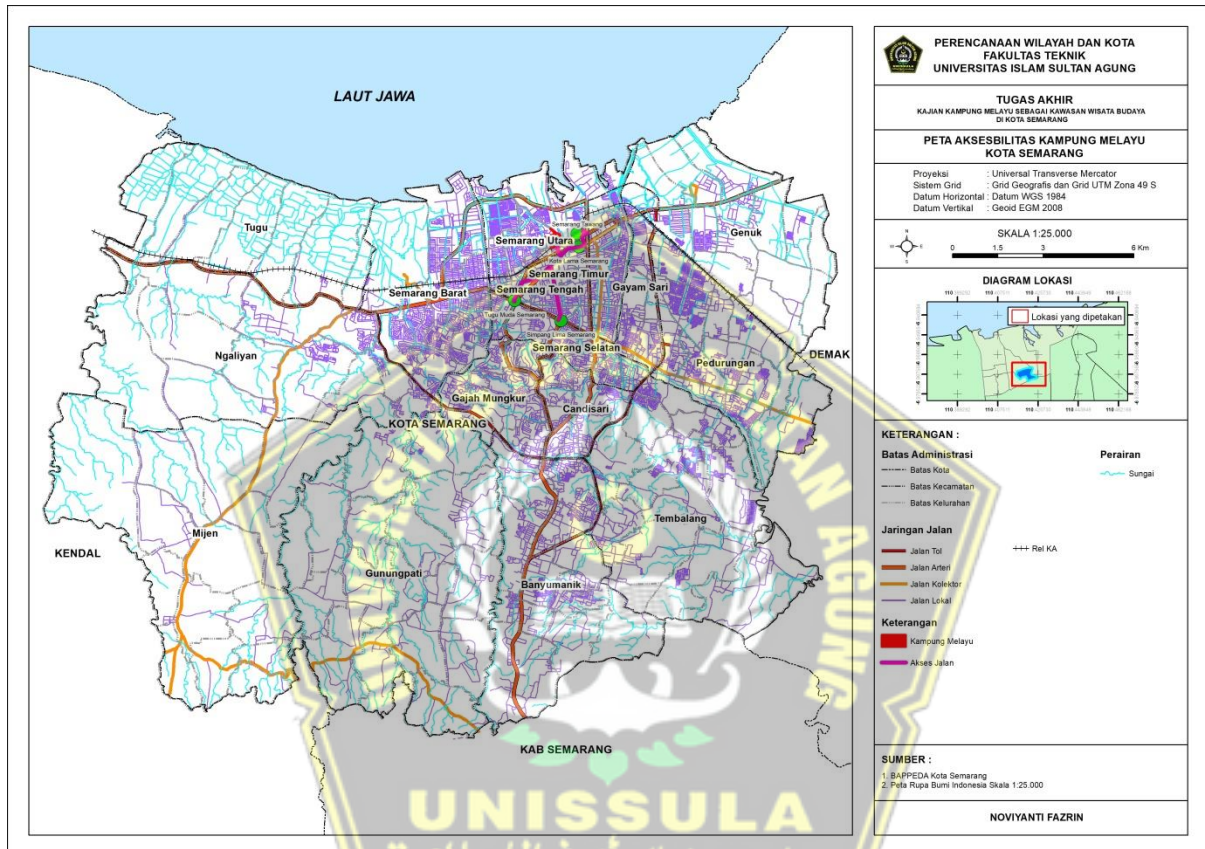 LAUT JAWA
Tugu
Genuk
Semarang Tawang
Semarang Utara
Kota Lama Semarang
Semarang Timur
Semarang Tengah
Gayam Sari
Semarang Barat
Tugu Muda Semarang
Simpang Lima Semarang
Semarang Selatan
Ngaliyan
DEMAK
Pedurungan
Gajah Mungkur
Candisari
KOTA SEMARANG
Tembalang
Mijen
KENDAL
Gunungpati
Banyumanik
KAB SEMARANG
UNIVERSITAS ISLAM SULTAN AGUNG
UNISSULA
PERENCANAAN WILAYAH DAN KOTA
FAKULTAS TEKNIK
UNIVERSITAS ISLAM SULTAN AGUNG
TUGAS AKHIR
KAJIAN KAMPUNG MELAYU SEBAGAI KAWASAN WISATA BUDAYA
DI KOTA SEMARANG
PETA AKSESBILITAS KAMPUNG MELAYU
KOTA SEMARANG
Proyeksi : Universal Transverse Mercator
Sistem Grid : Grid Geografis dan Grid UTM Zona 49 S
Datum Horizontal : Datum WGS 1984
Datum Vertikal : Geoid EGM 2008
SKALA 1:25.000
0 1.5 3 6 Km
DIAGRAM LOKASI
Lokasi yang dipetakan
KETERANGAN :
Batas Administrasi
Batas Kota
Batas Kecamatan
Batas Kelurahan
Perairan
Sungai
Jaringan Jalan
Jalan Tol
Jalan Arteri
Jalan Kolektor
Jalan Lokal
Rel KA
Keterangan
Kampung Melayu
Akses Jalan
SUMBER :
1. BAPPEDA Kota Semarang
2. Peta Rupa Bumi Indonesia Skala 1:25.000
NOVIYANTI FAZRIN